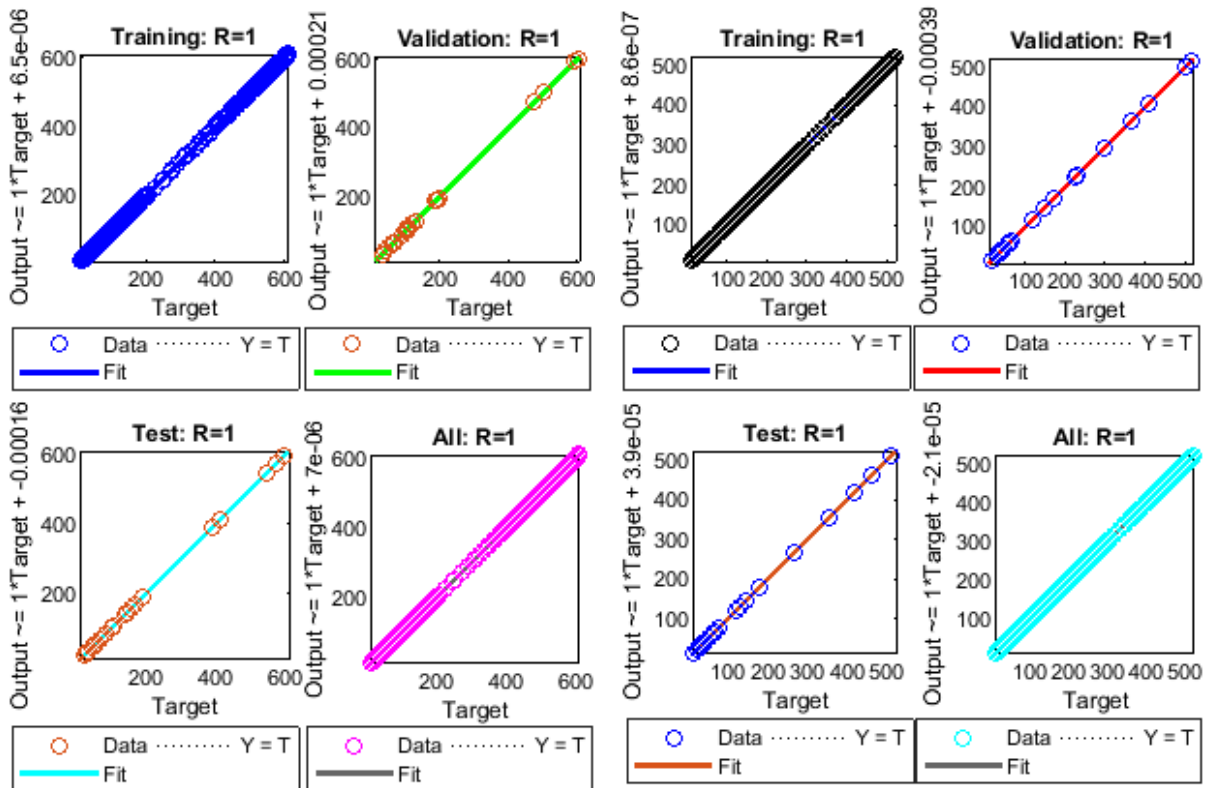 Training: R=1
Output ~= 1*Target + 6.5e-06
600
400
200
200 400 600
Target
Data Y = T
Fit
Validation: R=1
Output ~= 1*Target + 0.00021
600
400
200
200 400 600
Target
Data Y = T
Fit
Training: R=1
Output ~= 1*Target + 8.6e-07
500
400
300
200
100
100 200 300 400 500
Target
Data Y = T
Fit
Validation: R=1
Output ~= 1*Target + -0.00039
500
400
300
200
100
100 200 300 400 500
Target
Data Y = T
Fit
Test: R=1
Output ~= 1*Target + -0.00016
600
400
200
200 400 600
Target
Data Y = T
Fit
All: R=1
Output ~= 1*Target + 7e-06
600
400
200
200 400 600
Target
Data Y = T
Fit
Test: R=1
Output ~= 1*Target + 3.9e-05
500
400
300
200
100
100 200 300 400 500
Target
Data Y = T
Fit
All: R=1
Output ~= 1*Target + -2.1e-05
500
400
300
200
100
100 200 300 400 500
Target
Data Y = T
Fit